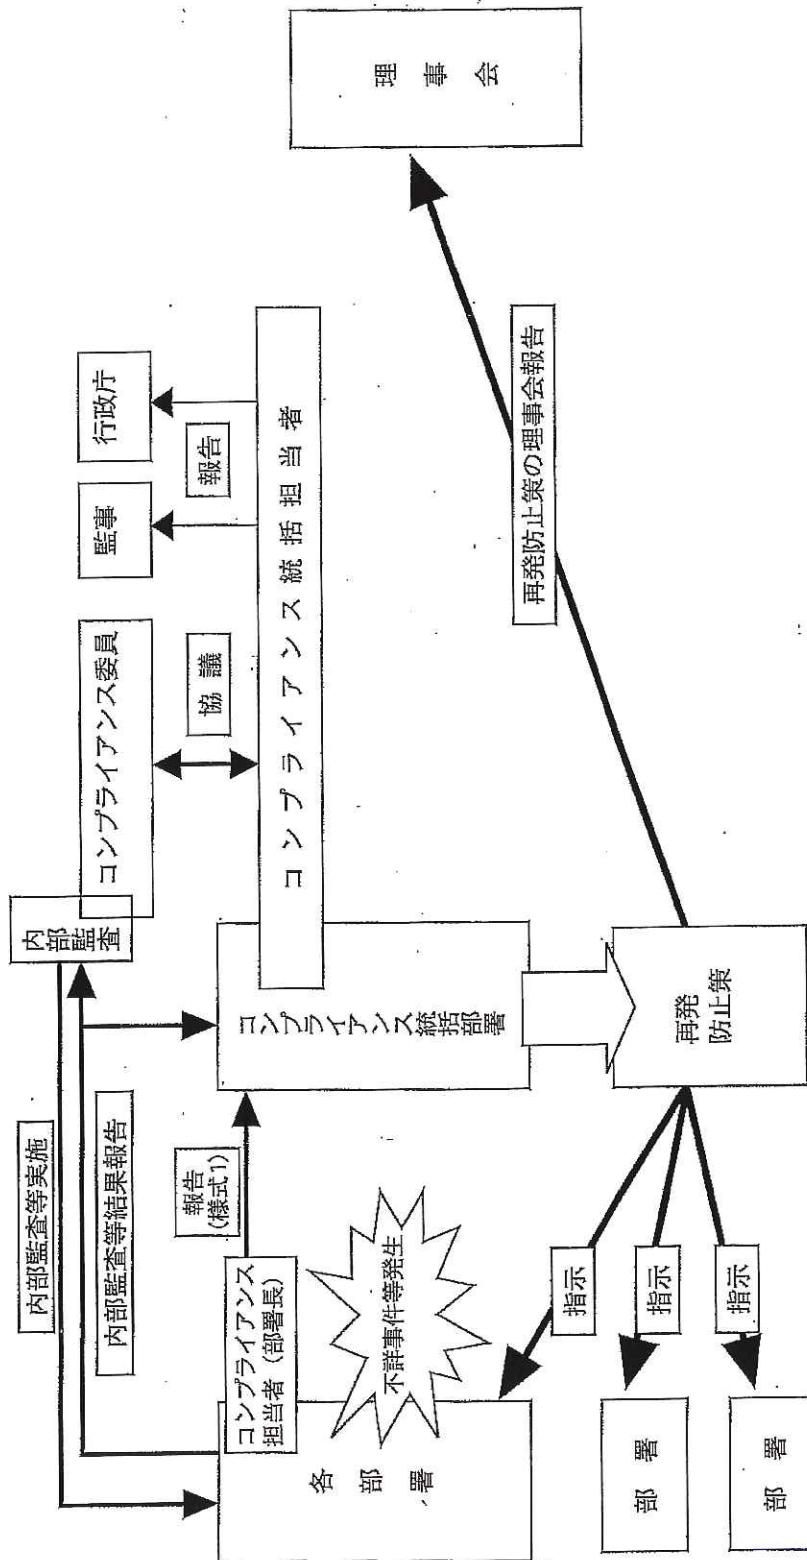 内部監査等実施
内部監査等結果報告
内部
監査
コンプライアンス委員
監事
行政庁
協議
報告
報告
(様式1)
コンプライアンス
担当者（部署長）
コンプライアンス統括部署
コンプライアンス統括担当者
各部署
不詳事件等発生
理事会
再発防止策の理事会報告
再発
防止策
指示
指示
指示
部署
部署